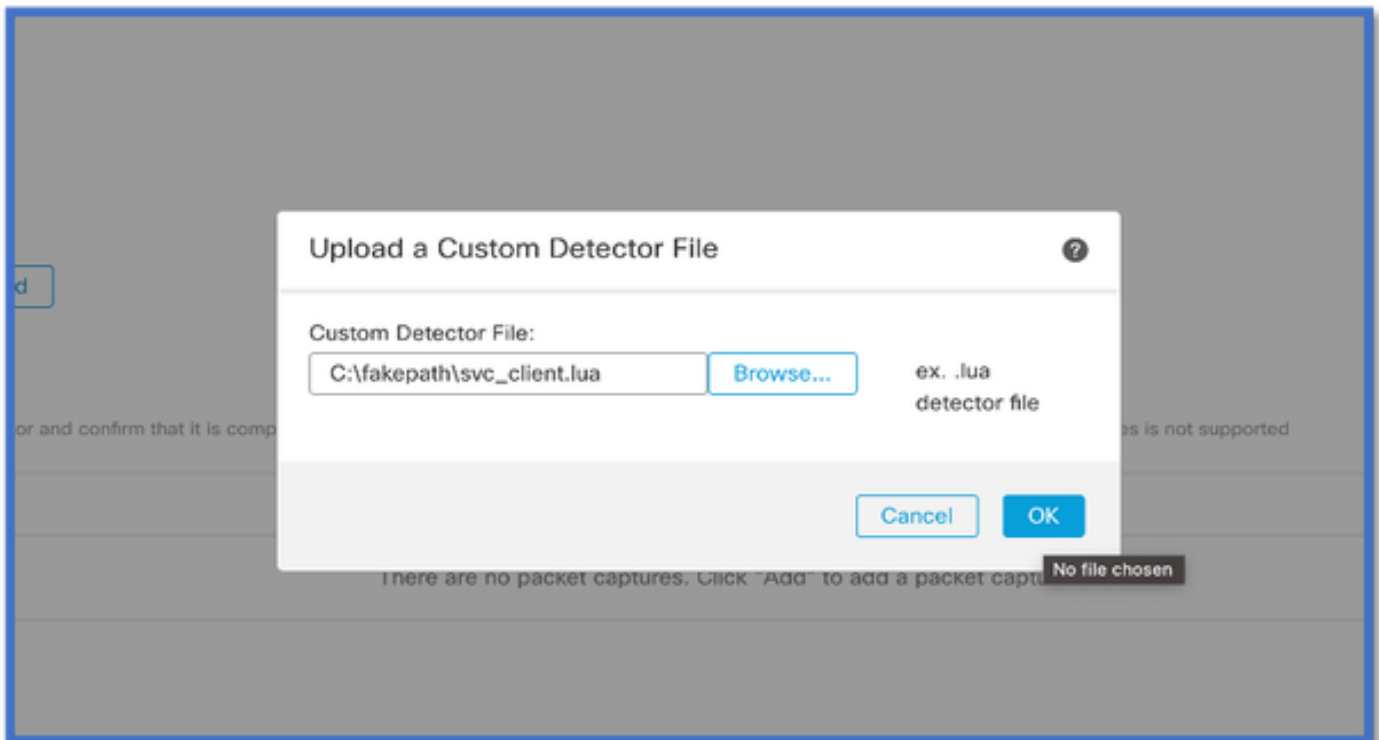 Upload a Custom Detector File
d
Custom Detector File:
C:\fakepath\svc_client.lua
Browse...
ex. .lua
detector file
or and confirm that it is comp
es is not supported
Cancel
OK
No file chosen
There are no packet captures. Click "Add" to add a packet captu